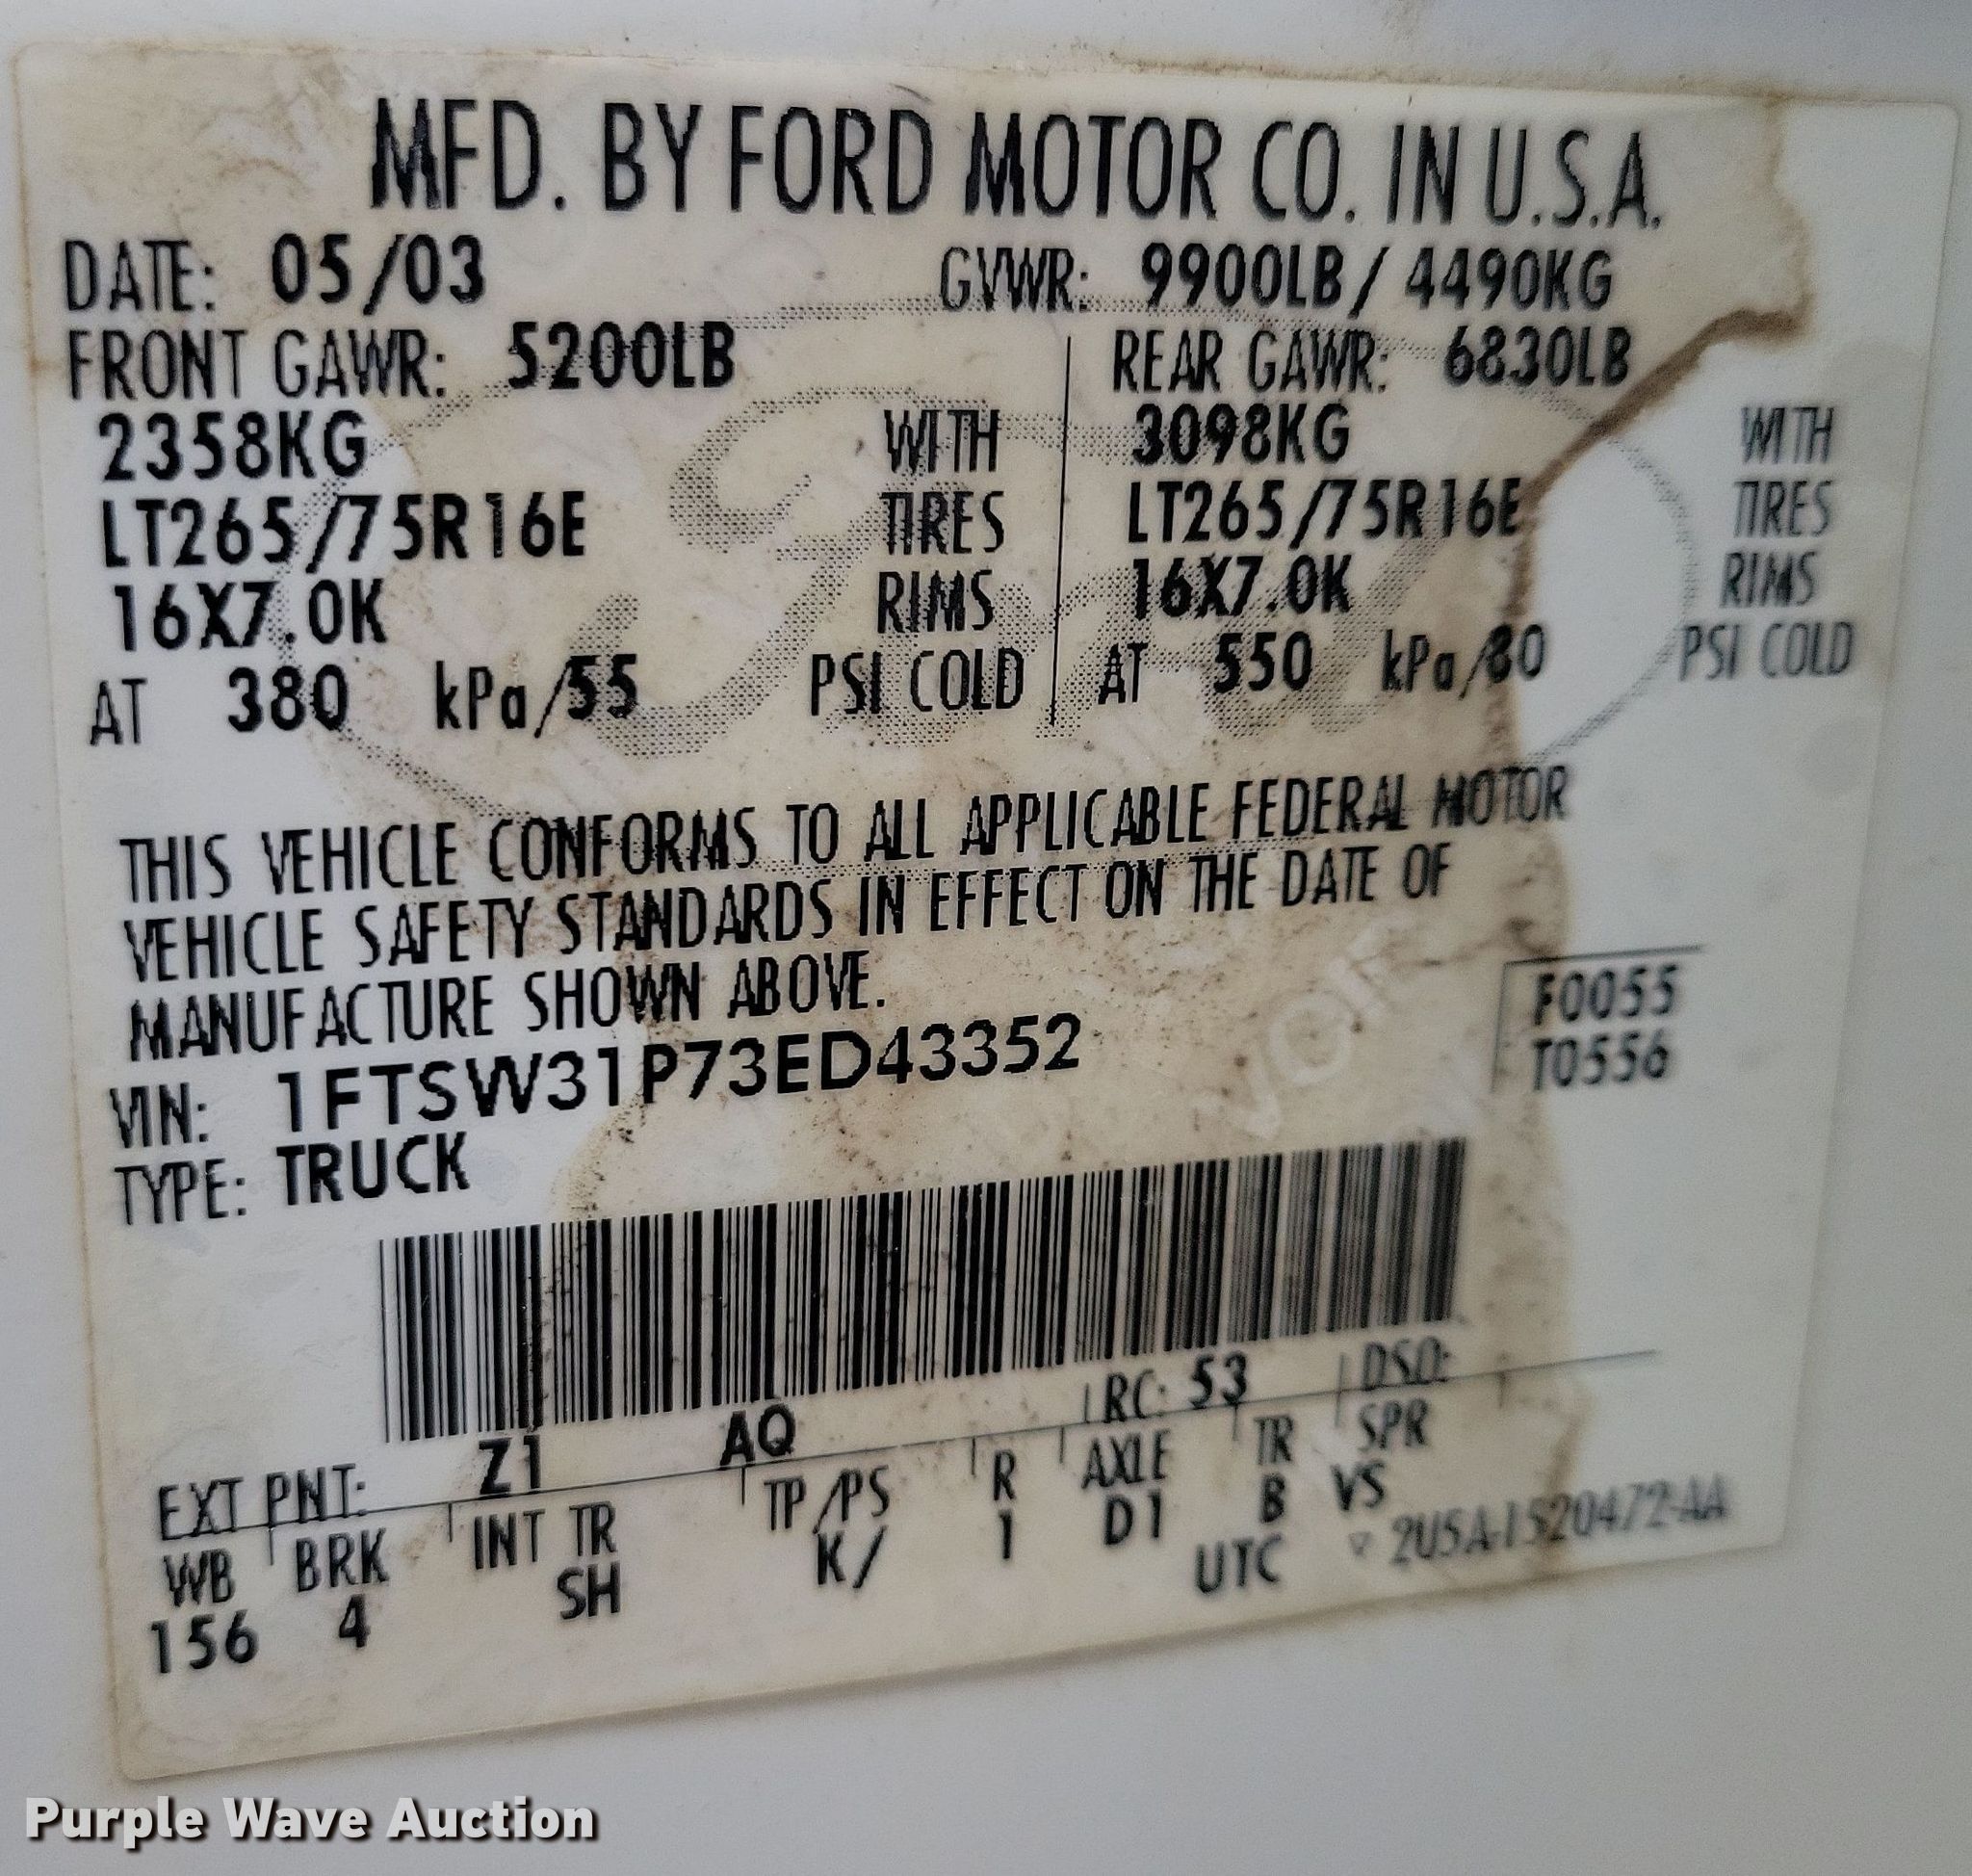 MFD. BY FORD MOTOR CO. IN U.S.A.
DATE: 05/03 GVWR: 9900LB/ 4490KG
FRONT GAWR: 5200LB REAR GAWR: 6830LB
2358KG WITH 3098KG WITH
LT265/75R16E TIRES LT265/75R16E TIRES
16X7.0K RIMS 16X7.0K RIMS
AT 380 kPa/55 PSI COLD AT 550 kPa/80 PSI COLD
THIS VEHICLE CONFORMS TO ALL APPLICABLE FEDERAL MOTOR
VEHICLE SAFETY STANDARDS IN EFFECT ON THE DATE OF
MANUFACTURE SHOWN ABOVE.
F0055
VIN: 1FTSW31P73ED43352
T0556
TYPE: TRUCK
EXT PNT: Z1 AQ RC: 53 DSO:
WB BRK INT TR TP/PS R AXLE TR SPR
156 4 SH K/ 1 D1 B VS
UTC ▽ 2U5A-1520472-AA
Purple Wave Auction